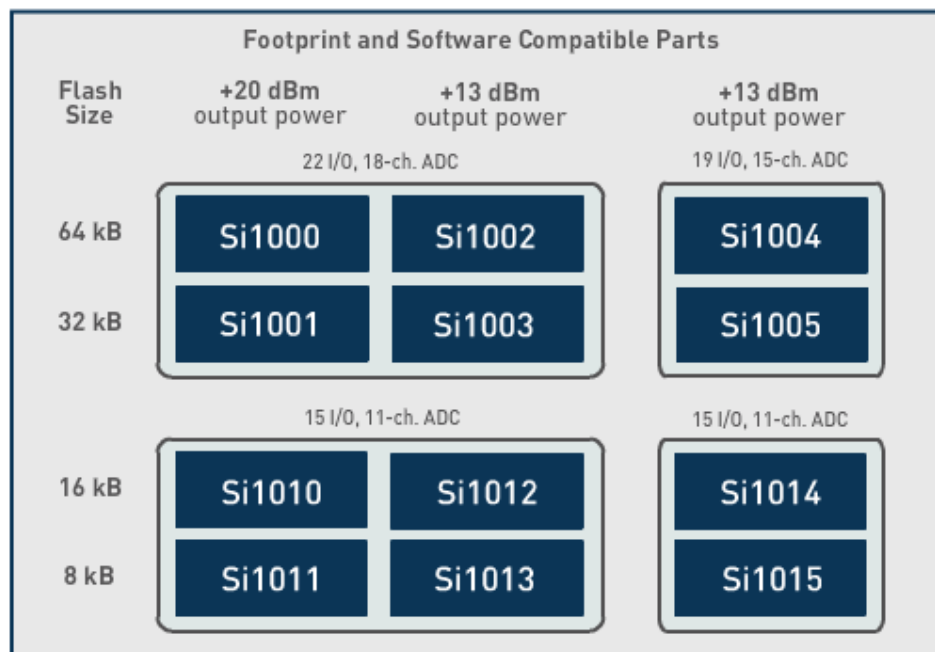 Footprint and Software Compatible Parts
Flash Size
+20 dBm output power
+13 dBm output power
+13 dBm output power
22 I/O, 18-ch. ADC
19 I/O, 15-ch. ADC
64 kB
Si1000
Si1002
Si1004
32 kB
Si1001
Si1003
Si1005
15 I/O, 11-ch. ADC
15 I/O, 11-ch. ADC
16 kB
Si1010
Si1012
Si1014
8 kB
Si1011
Si1013
Si1015